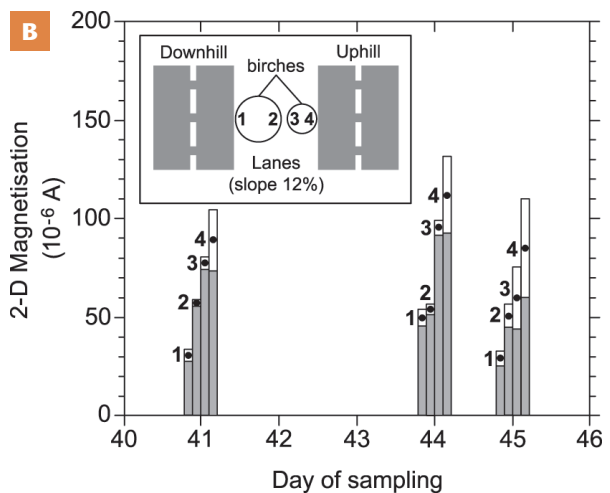 B
200
150
100
50
0
2-D Magnetisation
(10-6 A)
Downhill
Uphill
birches
1 2 3 4
Lanes
(slope 12%)
1
2
3
4
1
2
3
4
1
2
3
4
40 41 42 43 44 45 46
Day of sampling